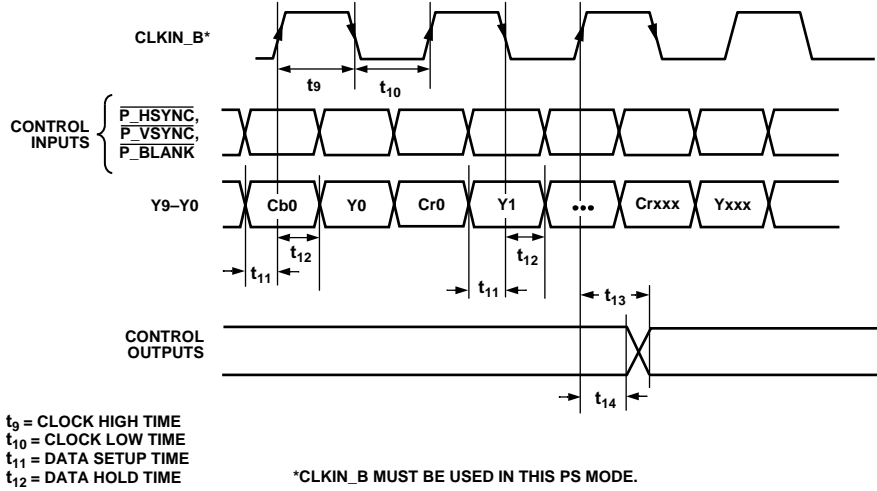 CLKIN_B*
t9
t10
CONTROL
INPUTS
P_HSYNC,
P_VSYNC,
P_BLANK
Y9–Y0
Cb0
Y0
Cr0
Y1
•••
Crxxx
Yxxx
t12
t12
t11
t11
t13
CONTROL
OUTPUTS
t14
t9 = CLOCK HIGH TIME
t10 = CLOCK LOW TIME
t11 = DATA SETUP TIME
t12 = DATA HOLD TIME
*CLKIN_B MUST BE USED IN THIS PS MODE.